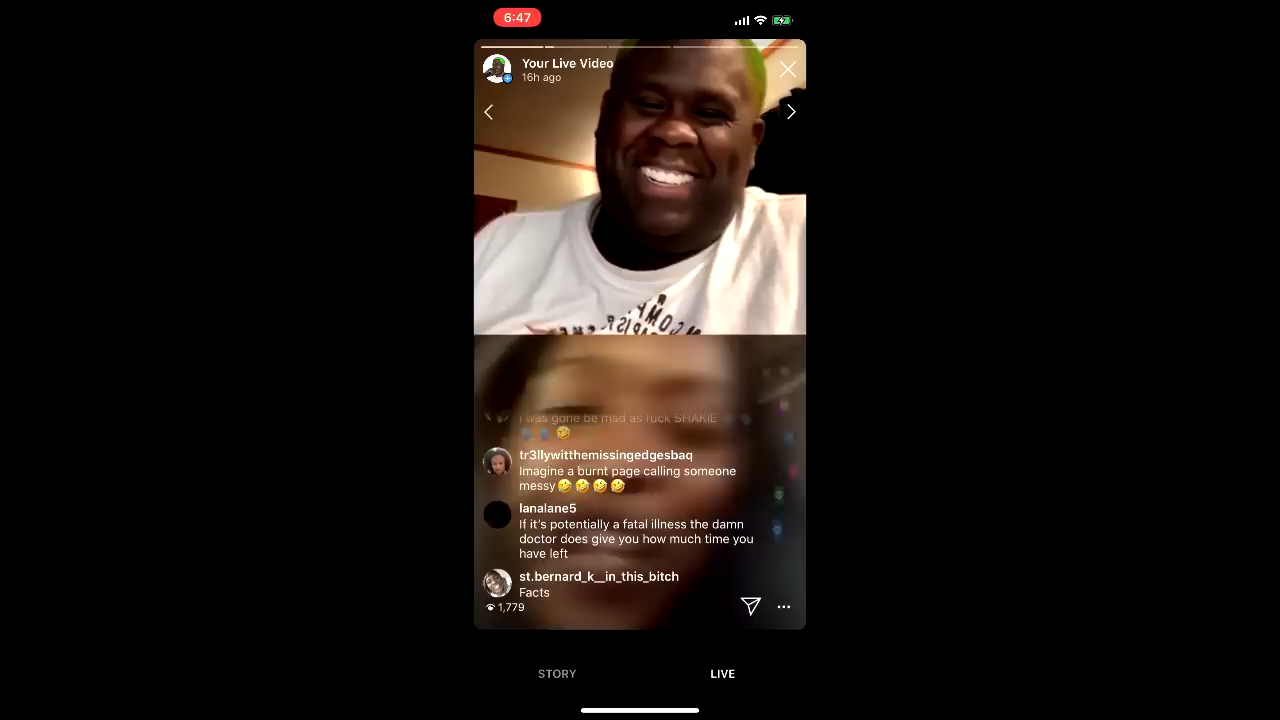 6:47
Your Live Video
16h ago
I was gone be mad as fuck SHARIE
🤣
tr3llywitthemissingedgesbaq
Imagine a burnt page calling someone
messy🤣🤣🤣🤣
lanalane5
If it's potentially a fatal illness the damn
doctor does give you how much time you
have left
st.bernard_k__in_this_bitch
Facts
1,779
STORY
LIVE